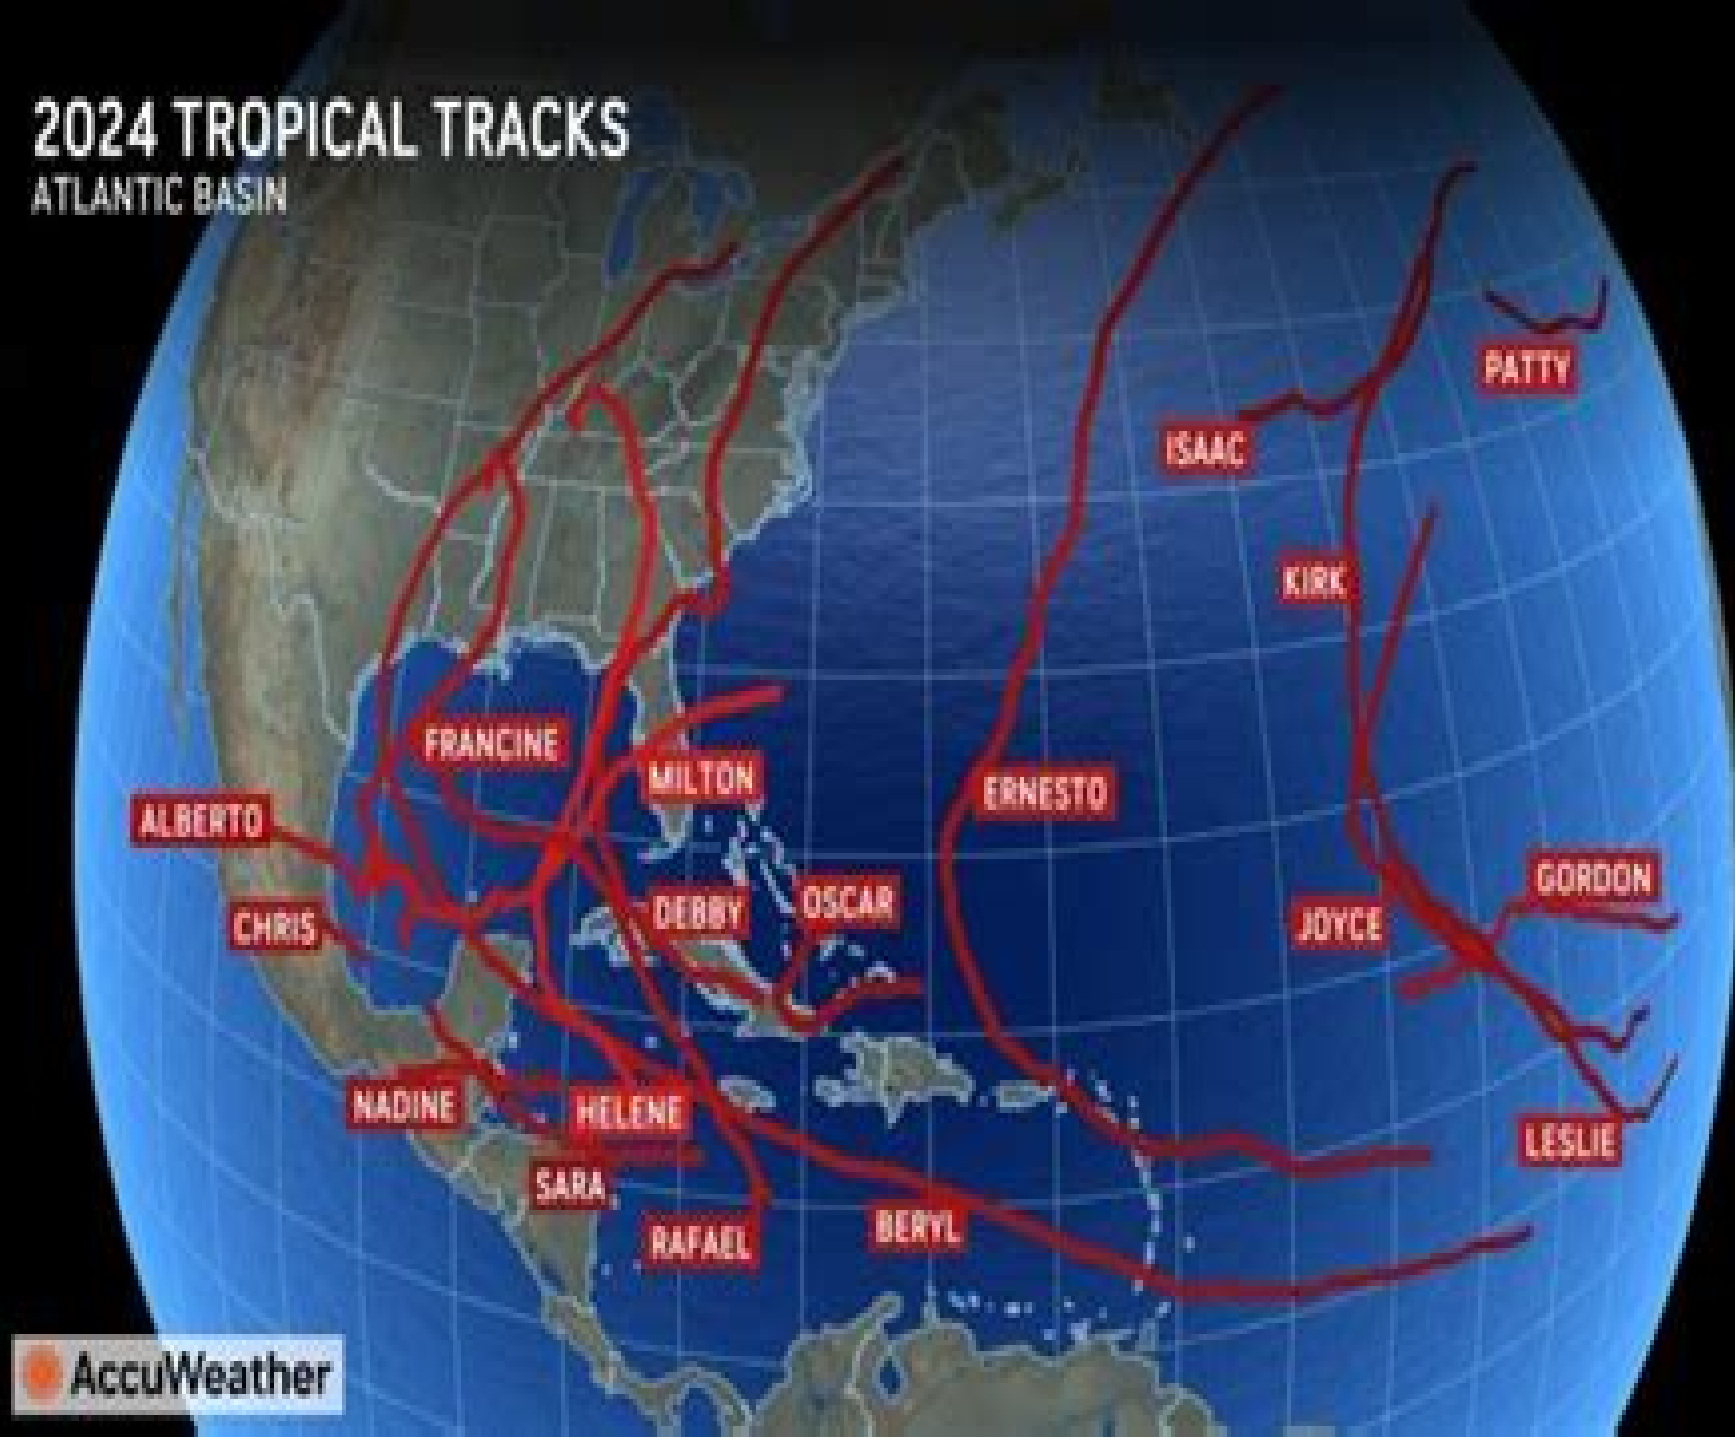 2024 TROPICAL TRACKS
ATLANTIC BASIN
PATTY
ISAAC
KIRK
FRANCINE
MILTON
ERNESTO
ALBERTO
GORDON
DEBBY
OSCAR
CHRIS
JOYCE
NADINE
HELENE
LESLIE
SARA
RAFAEL
BERYL
AccuWeather